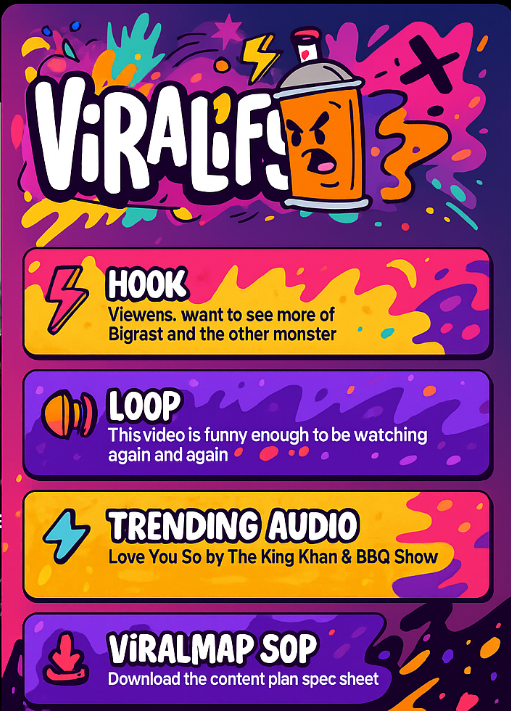 ViRALiFY
HOOK
Viewens. want to see more of
Bigrast and the other monster
LOOP
This video is funny enough to be watching
again and again
TRENDING AUDIO
Love You So by The King Khan & BBQ Show
ViRALMAP SOP
Download the content plan spec sheet